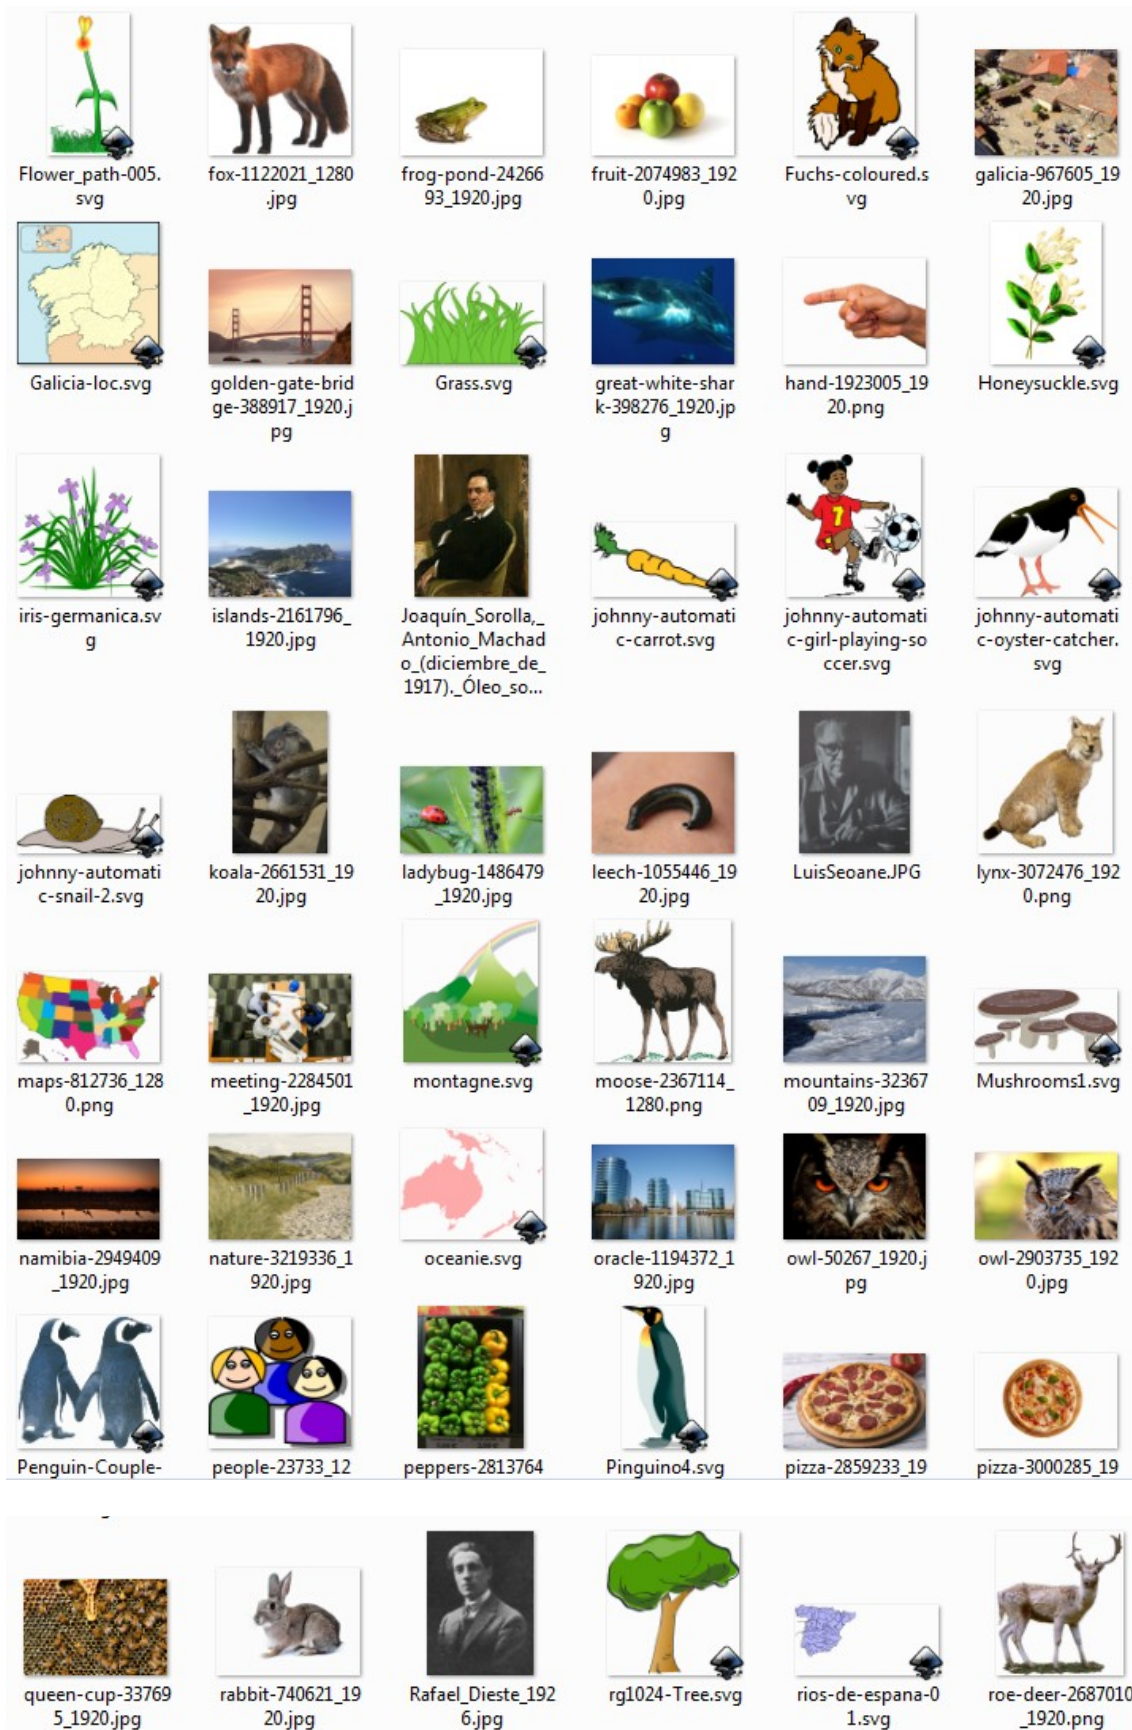 Flower_path-005.
svg
fox-1122021_1280
.jpg
frog-pond-24266
93_1920.jpg
fruit-2074983_192
0.jpg
Fuchs-coloured.s
vg
galicia-967605_19
20.jpg
Galicia-loc.svg
golden-gate-brid
ge-388917_1920.j
pg
Grass.svg
great-white-shar
k-398276_1920.jp
g
hand-1923005_19
20.png
Honeysuckle.svg
iris-germanica.sv
g
islands-2161796_
1920.jpg
Joaquín_Sorolla,_
Antonio_Machad
o_(diciembre_de_
1917)._Óleo_so...
johnny-automati
c-carrot.svg
johnny-automati
c-girl-playing-so
ccer.svg
johnny-automati
c-oyster-catcher.
svg
johnny-automati
c-snail-2.svg
koala-2661531_19
20.jpg
ladybug-1486479
_1920.jpg
leech-1055446_19
20.jpg
LuisSeoane.JPG
lynx-3072476_192
0.png
maps-812736_128
0.png
meeting-2284501
_1920.jpg
montagne.svg
moose-2367114_
1280.png
mountains-32367
09_1920.jpg
Mushrooms1.svg
namibia-2949409
_1920.jpg
nature-3219336_1
920.jpg
oceanie.svg
oracle-1194372_1
920.jpg
owl-50267_1920.j
pg
owl-2903735_192
0.jpg
Penguin-Couple-
people-23733_12
peppers-2813764
Pinguino4.svg
pizza-2859233_19
pizza-3000285_19
queen-cup-33769
5_1920.jpg
rabbit-740621_19
20.jpg
Rafael_Dieste_192
6.jpg
rg1024-Tree.svg
rios-de-espana-0
1.svg
roe-deer-2687010
_1920.png